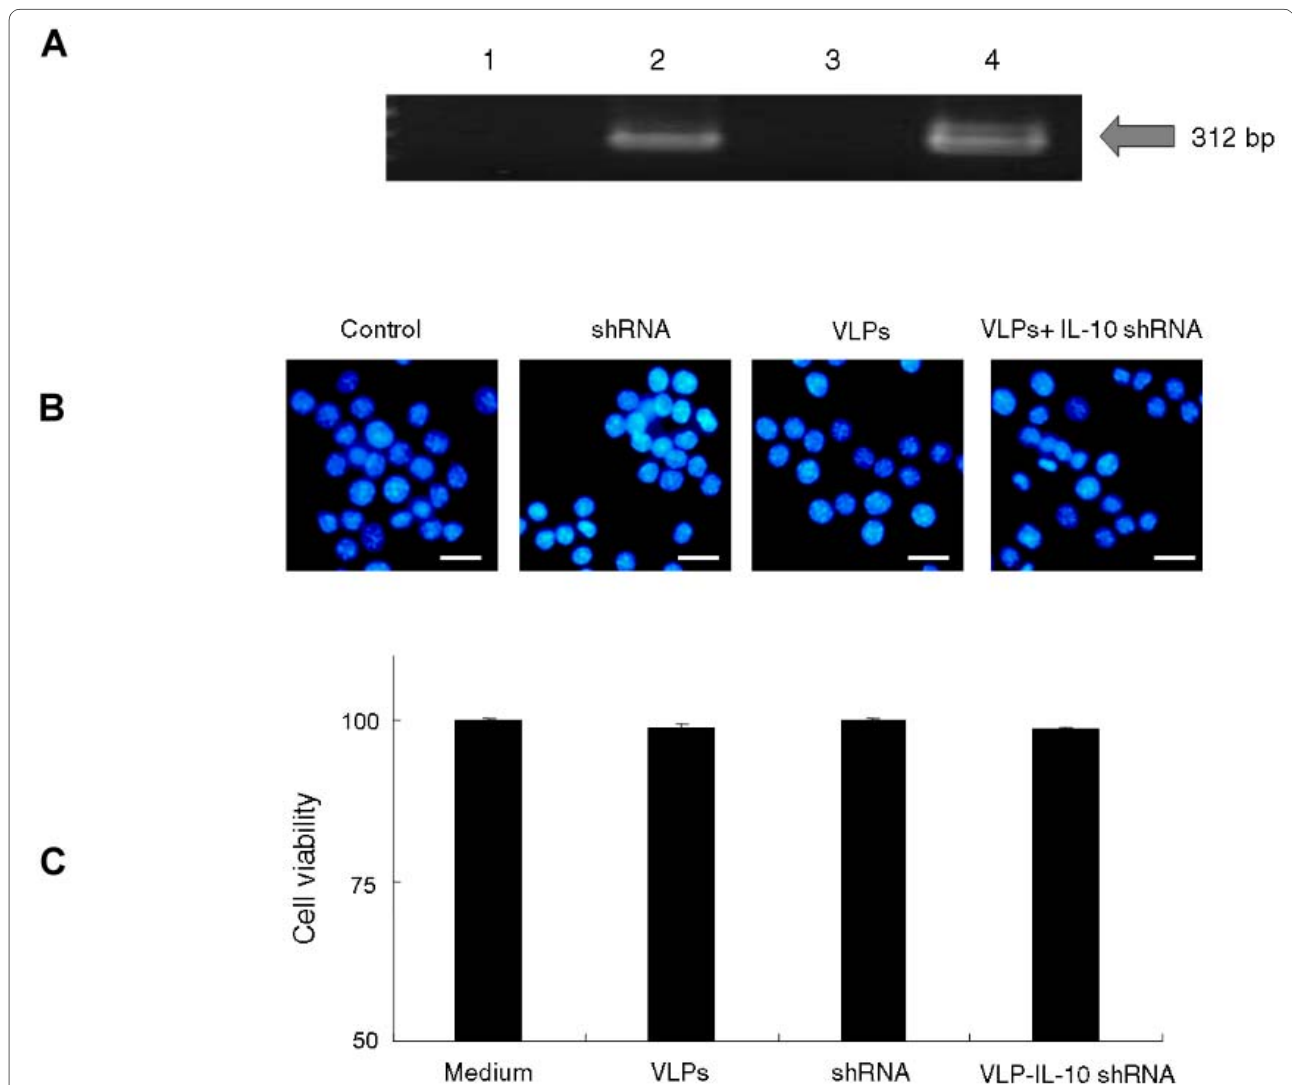 A
1 2 3 4
312 bp
Control shRNA VLPs VLPs+ IL-10 shRNA
B
100
75
50
Cell viability
C
Medium VLPs shRNA VLP-IL-10 shRNA